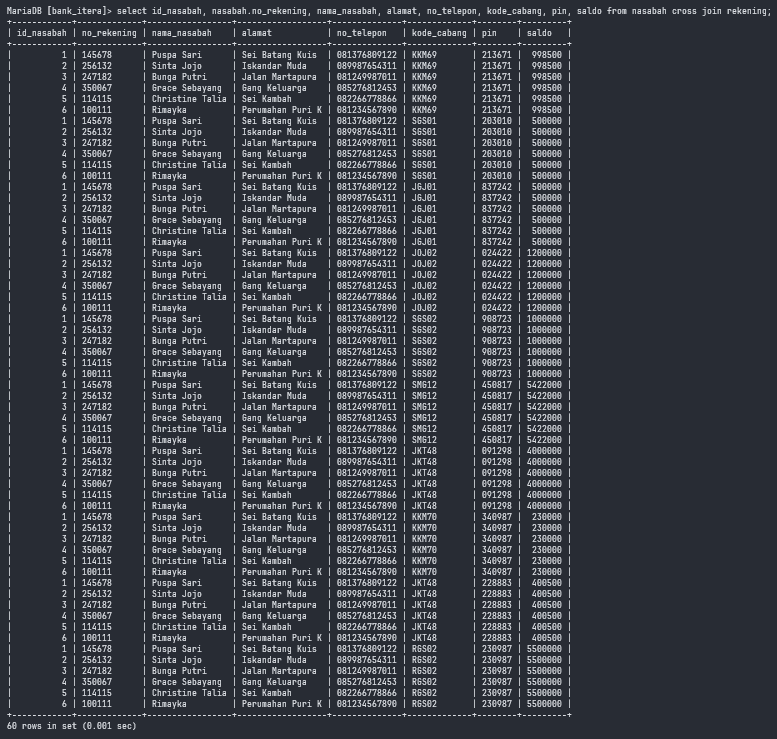 MariaDB [bank_itera]> select id_nasabah, nasabah.no_rekening, nama_nasabah, alamat, no_telepon, kode_cabang, pin, saldo from nasabah cross join rekening;
+------------+-------------+-----------------+------------------+--------------+-------------+--------+---------+
| id_nasabah | no_rekening | nama_nasabah | alamat | no_telepon | kode_cabang | pin | saldo |
+------------+-------------+-----------------+------------------+--------------+-------------+--------+---------+
| 1 | 145678 | Puspa Sari | Sei Batang Kuis | 081376809122 | KKM69 | 213671 | 998500 |
| 2 | 256132 | Sinta Jojo | Iskandar Muda | 089987654311 | KKM69 | 213671 | 998500 |
| 3 | 247182 | Bunga Putri | Jalan Martapura | 081249987011 | KKM69 | 213671 | 998500 |
| 4 | 350067 | Grace Sebayang | Gang Keluarga | 085276812453 | KKM69 | 213671 | 998500 |
| 5 | 114115 | Christine Talia | Sei Kambah | 082266778866 | KKM69 | 213671 | 998500 |
| 6 | 100111 | Rimayka | Perumahan Puri K | 081234567890 | KKM69 | 213671 | 998500 |
| 1 | 145678 | Puspa Sari | Sei Batang Kuis | 081376809122 | SGS01 | 203010 | 500000 |
| 2 | 256132 | Sinta Jojo | Iskandar Muda | 089987654311 | SGS01 | 203010 | 500000 |
| 3 | 247182 | Bunga Putri | Jalan Martapura | 081249987011 | SGS01 | 203010 | 500000 |
| 4 | 350067 | Grace Sebayang | Gang Keluarga | 085276812453 | SGS01 | 203010 | 500000 |
| 5 | 114115 | Christine Talia | Sei Kambah | 082266778866 | SGS01 | 203010 | 500000 |
| 6 | 100111 | Rimayka | Perumahan Puri K | 081234567890 | SGS01 | 203010 | 500000 |
| 1 | 145678 | Puspa Sari | Sei Batang Kuis | 081376809122 | JGJ01 | 837242 | 500000 |
| 2 | 256132 | Sinta Jojo | Iskandar Muda | 089987654311 | JGJ01 | 837242 | 500000 |
| 3 | 247182 | Bunga Putri | Jalan Martapura | 081249987011 | JGJ01 | 837242 | 500000 |
| 4 | 350067 | Grace Sebayang | Gang Keluarga | 085276812453 | JGJ01 | 837242 | 500000 |
| 5 | 114115 | Christine Talia | Sei Kambah | 082266778866 | JGJ01 | 837242 | 500000 |
| 6 | 100111 | Rimayka | Perumahan Puri K | 081234567890 | JGJ01 | 837242 | 500000 |
| 1 | 145678 | Puspa Sari | Sei Batang Kuis | 081376809122 | JOJ02 | 024422 | 1200000 |
| 2 | 256132 | Sinta Jojo | Iskandar Muda | 089987654311 | JOJ02 | 024422 | 1200000 |
| 3 | 247182 | Bunga Putri | Jalan Martapura | 081249987011 | JOJ02 | 024422 | 1200000 |
| 4 | 350067 | Grace Sebayang | Gang Keluarga | 085276812453 | JOJ02 | 024422 | 1200000 |
| 5 | 114115 | Christine Talia | Sei Kambah | 082266778866 | JOJ02 | 024422 | 1200000 |
| 6 | 100111 | Rimayka | Perumahan Puri K | 081234567890 | JOJ02 | 024422 | 1200000 |
| 1 | 145678 | Puspa Sari | Sei Batang Kuis | 081376809122 | SGS02 | 908723 | 1000000 |
| 2 | 256132 | Sinta Jojo | Iskandar Muda | 089987654311 | SGS02 | 908723 | 1000000 |
| 3 | 247182 | Bunga Putri | Jalan Martapura | 081249987011 | SGS02 | 908723 | 1000000 |
| 4 | 350067 | Grace Sebayang | Gang Keluarga | 085276812453 | SGS02 | 908723 | 1000000 |
| 5 | 114115 | Christine Talia | Sei Kambah | 082266778866 | SGS02 | 908723 | 1000000 |
| 6 | 100111 | Rimayka | Perumahan Puri K | 081234567890 | SGS02 | 908723 | 1000000 |
| 1 | 145678 | Puspa Sari | Sei Batang Kuis | 081376809122 | SMG12 | 450817 | 5422000 |
| 2 | 256132 | Sinta Jojo | Iskandar Muda | 089987654311 | SMG12 | 450817 | 5422000 |
| 3 | 247182 | Bunga Putri | Jalan Martapura | 081249987011 | SMG12 | 450817 | 5422000 |
| 4 | 350067 | Grace Sebayang | Gang Keluarga | 085276812453 | SMG12 | 450817 | 5422000 |
| 5 | 114115 | Christine Talia | Sei Kambah | 082266778866 | SMG12 | 450817 | 5422000 |
| 6 | 100111 | Rimayka | Perumahan Puri K | 081234567890 | SMG12 | 450817 | 5422000 |
| 1 | 145678 | Puspa Sari | Sei Batang Kuis | 081376809122 | JKT48 | 091298 | 4000000 |
| 2 | 256132 | Sinta Jojo | Iskandar Muda | 089987654311 | JKT48 | 091298 | 4000000 |
| 3 | 247182 | Bunga Putri | Jalan Martapura | 081249987011 | JKT48 | 091298 | 4000000 |
| 4 | 350067 | Grace Sebayang | Gang Keluarga | 085276812453 | JKT48 | 091298 | 4000000 |
| 5 | 114115 | Christine Talia | Sei Kambah | 082266778866 | JKT48 | 091298 | 4000000 |
| 6 | 100111 | Rimayka | Perumahan Puri K | 081234567890 | JKT48 | 091298 | 4000000 |
| 1 | 145678 | Puspa Sari | Sei Batang Kuis | 081376809122 | KKM70 | 340987 | 230000 |
| 2 | 256132 | Sinta Jojo | Iskandar Muda | 089987654311 | KKM70 | 340987 | 230000 |
| 3 | 247182 | Bunga Putri | Jalan Martapura | 081249987011 | KKM70 | 340987 | 230000 |
| 4 | 350067 | Grace Sebayang | Gang Keluarga | 085276812453 | KKM70 | 340987 | 230000 |
| 5 | 114115 | Christine Talia | Sei Kambah | 082266778866 | KKM70 | 340987 | 230000 |
| 6 | 100111 | Rimayka | Perumahan Puri K | 081234567890 | KKM70 | 340987 | 230000 |
| 1 | 145678 | Puspa Sari | Sei Batang Kuis | 081376809122 | JKT48 | 228883 | 400500 |
| 2 | 256132 | Sinta Jojo | Iskandar Muda | 089987654311 | JKT48 | 228883 | 400500 |
| 3 | 247182 | Bunga Putri | Jalan Martapura | 081249987011 | JKT48 | 228883 | 400500 |
| 4 | 350067 | Grace Sebayang | Gang Keluarga | 085276812453 | JKT48 | 228883 | 400500 |
| 5 | 114115 | Christine Talia | Sei Kambah | 082266778866 | JKT48 | 228883 | 400500 |
| 6 | 100111 | Rimayka | Perumahan Puri K | 081234567890 | JKT48 | 228883 | 400500 |
| 1 | 145678 | Puspa Sari | Sei Batang Kuis | 081376809122 | RGS02 | 230987 | 5500000 |
| 2 | 256132 | Sinta Jojo | Iskandar Muda | 089987654311 | RGS02 | 230987 | 5500000 |
| 3 | 247182 | Bunga Putri | Jalan Martapura | 081249987011 | RGS02 | 230987 | 5500000 |
| 4 | 350067 | Grace Sebayang | Gang Keluarga | 085276812453 | RGS02 | 230987 | 5500000 |
| 5 | 114115 | Christine Talia | Sei Kambah | 082266778866 | RGS02 | 230987 | 5500000 |
| 6 | 100111 | Rimayka | Perumahan Puri K | 081234567890 | RGS02 | 230987 | 5500000 |
+------------+-------------+-----------------+------------------+--------------+-------------+--------+---------+
60 rows in set (0.001 sec)